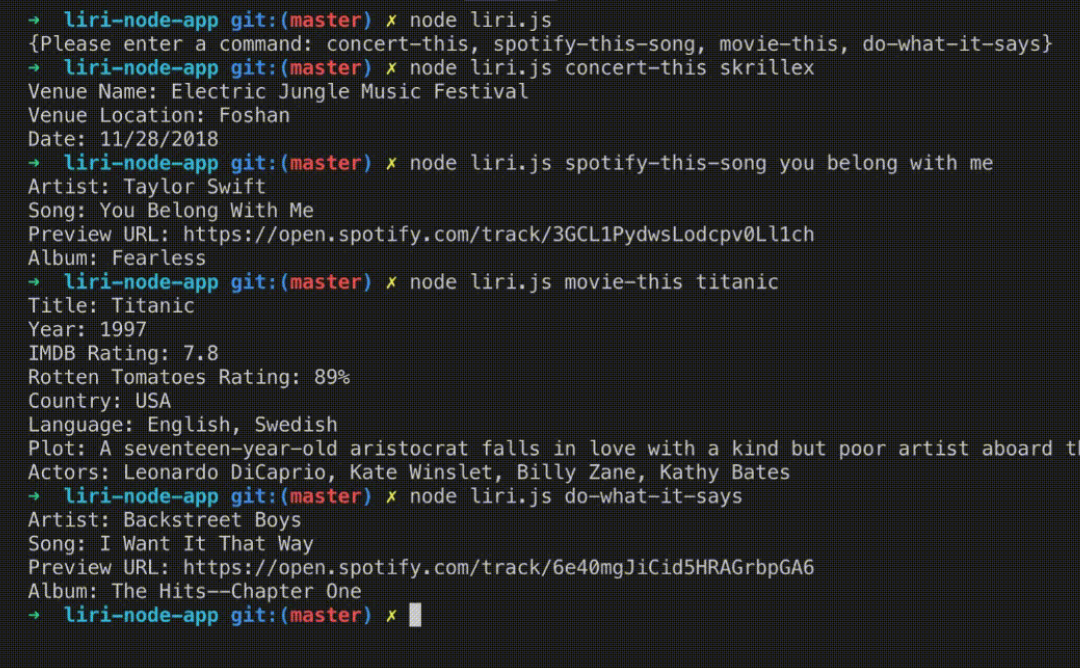 → liri-node-app git:(master) ✗ node liri.js
{Please enter a command: concert-this, spotify-this-song, movie-this, do-what-it-says}
→ liri-node-app git:(master) ✗ node liri.js concert-this skrillex
Venue Name: Electric Jungle Music Festival
Venue Location: Foshan
Date: 11/28/2018
→ liri-node-app git:(master) ✗ node liri.js spotify-this-song you belong with me
Artist: Taylor Swift
Song: You Belong With Me
Preview URL: https://open.spotify.com/track/3GCL1PydwsLodcpv0Ll1ch
Album: Fearless
→ liri-node-app git:(master) ✗ node liri.js movie-this titanic
Title: Titanic
Year: 1997
IMDB Rating: 7.8
Rotten Tomatoes Rating: 89%
Country: USA
Language: English, Swedish
Plot: A seventeen-year-old aristocrat falls in love with a kind but poor artist aboard th
Actors: Leonardo DiCaprio, Kate Winslet, Billy Zane, Kathy Bates
→ liri-node-app git:(master) ✗ node liri.js do-what-it-says
Artist: Backstreet Boys
Song: I Want It That Way
Preview URL: https://open.spotify.com/track/6e40mgJiCid5HRAGrbpGA6
Album: The Hits--Chapter One
→ liri-node-app git:(master) ✗